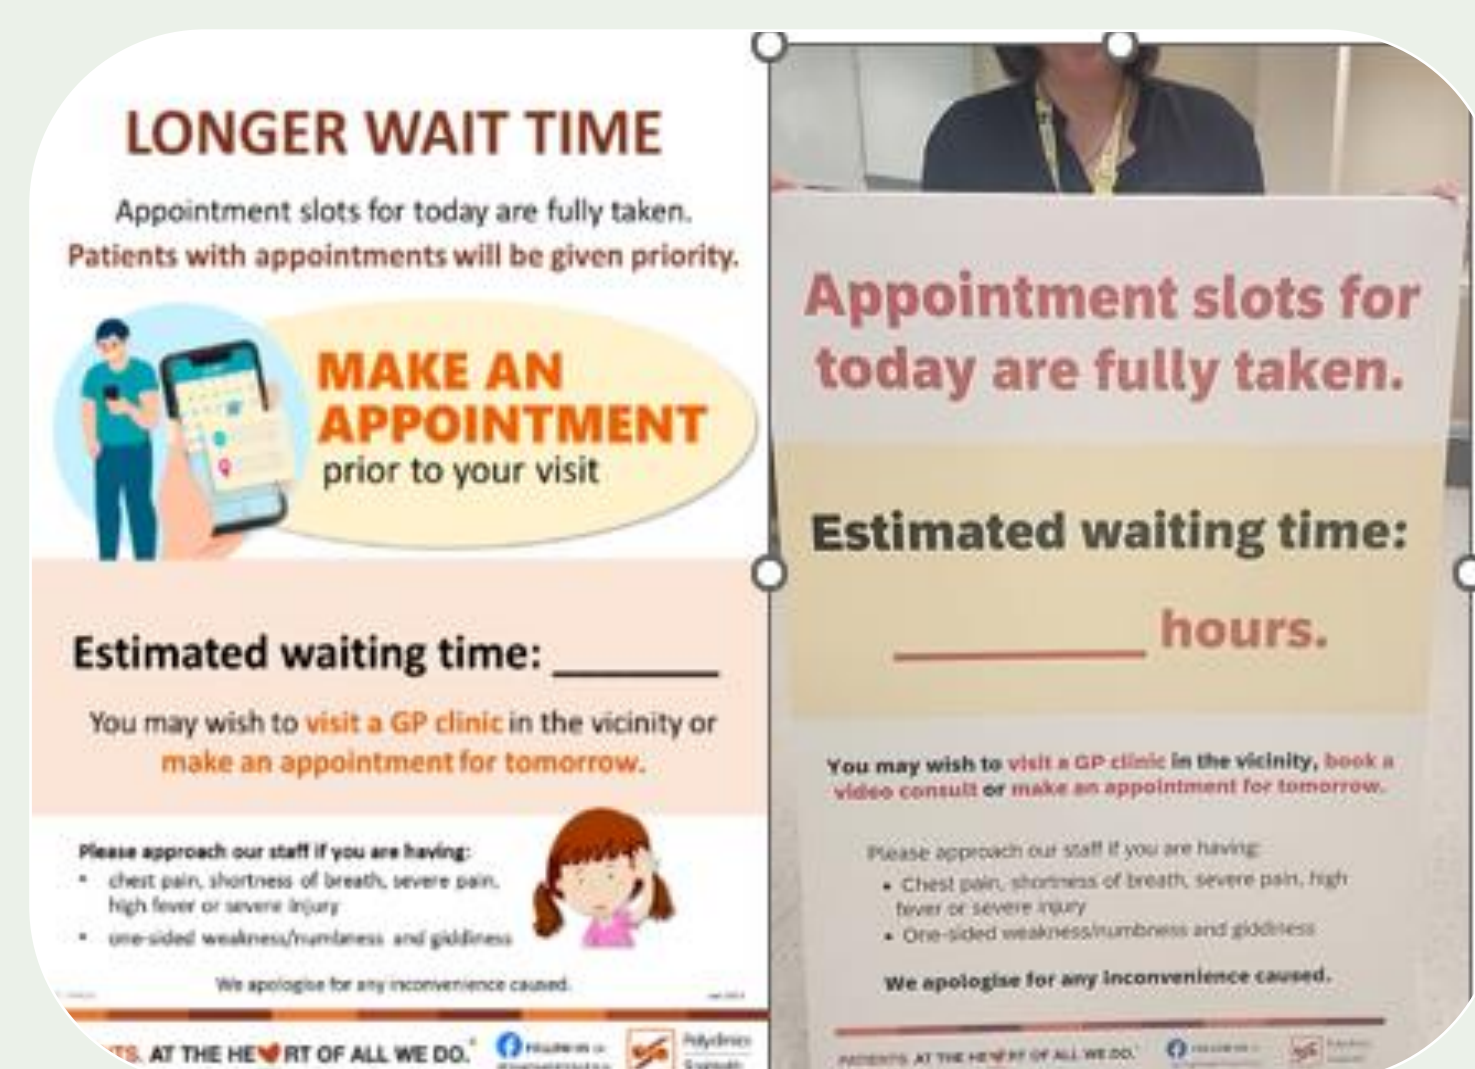 LONGER WAIT TIME
Appointment slots for today are fully taken.
Patients with appointments will be given priority.
MAKE AN
APPOINTMENT
prior to your visit
Estimated waiting time: ________
You may wish to visit a GP clinic in the vicinity or
make an appointment for tomorrow.
Please approach our staff if you are having:
• chest pain, shortness of breath, severe pain,
high fever or severe injury
• one-sided weakness/numbness and giddiness
We apologise for any inconvenience caused.
TS. AT THE HE❤RT OF ALL WE DO.
FOLLOW US
Polyclinics
Appointment slots for
today are fully taken.
Estimated waiting time:
________ hours.
You may wish to visit a GP clinic in the vicinity, book a
video consult or make an appointment for tomorrow.
Please approach our staff if you are having:
• Chest pain, shortness of breath, severe pain, high
fever or severe injury
• One-sided weakness/numbness and giddiness
We apologise for any inconvenience caused.
PATIENTS. AT THE HE❤RT OF ALL WE DO.